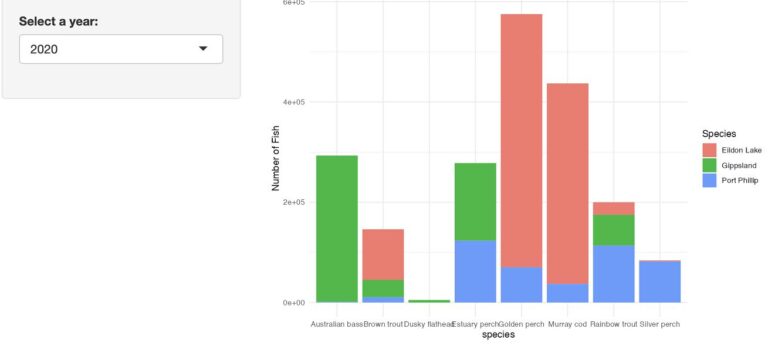 Select a year:
2020
6e+05
4e+05
2e+05
0e+00
Number of Fish
Australian bass Brown trout Dusky flathead Estuary perch Golden perch Murray cod Rainbow trout Silver perch
species
Species
Eildon Lake
Gippsland
Port Phillip